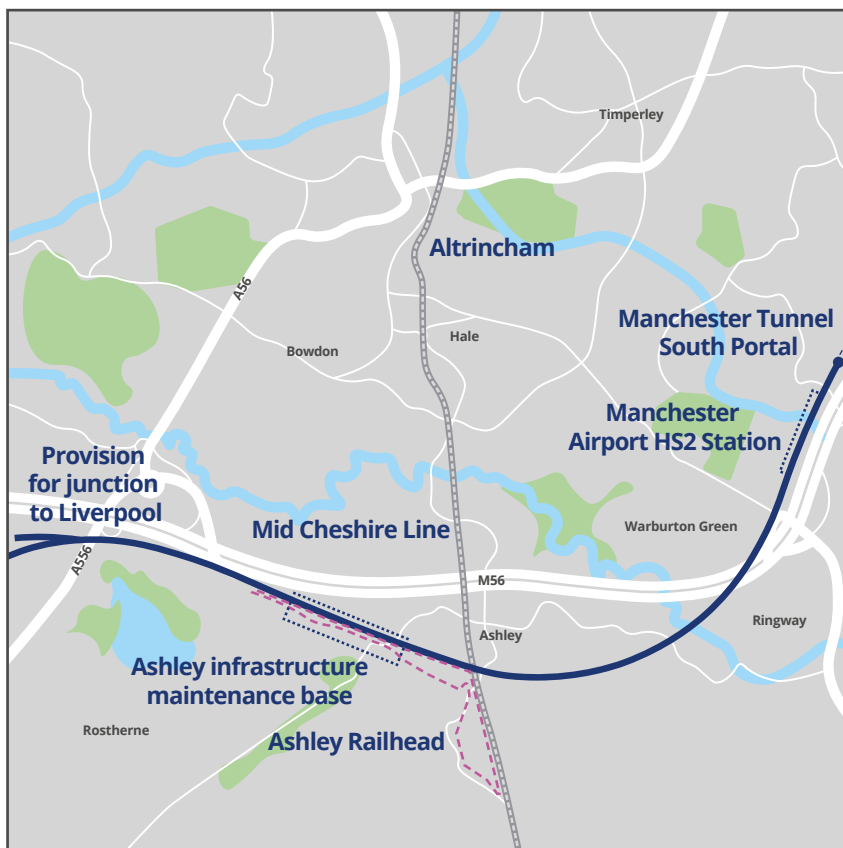 Timperley
Altrincham
A56
Manchester Tunnel
South Portal
Hale
Bowdon
Manchester
Airport HS2 Station
Provision
for junction
to Liverpool
Mid Cheshire Line
Warburton Green
A556
M56
Ashley
Ringway
Ashley infrastructure
maintenance base
Rostherne
Ashley Railhead